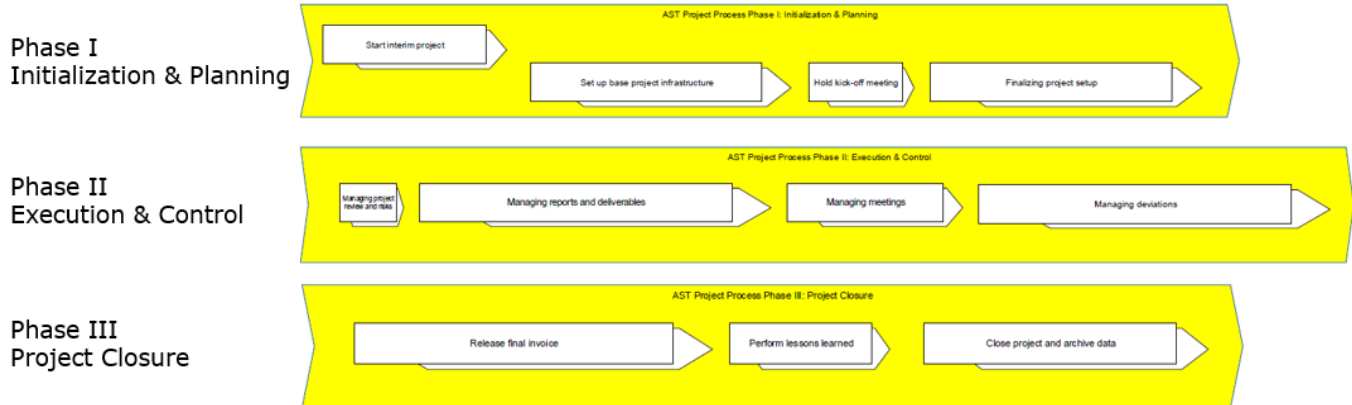 Phase I
Initialization & Planning
AST Project Process Phase I: Initialization & Planning
Start interim project
Set up base project infrastructure
Hold kick-off meeting
Finalizing project setup
Phase II
Execution & Control
AST Project Process Phase II: Execution & Control
Managing project
review and risks
Managing reports and deliverables
Managing meetings
Managing deviations
Phase III
Project Closure
AST Project Process Phase III: Project Closure
Release final invoice
Perform lessons learned
Close project and archive data